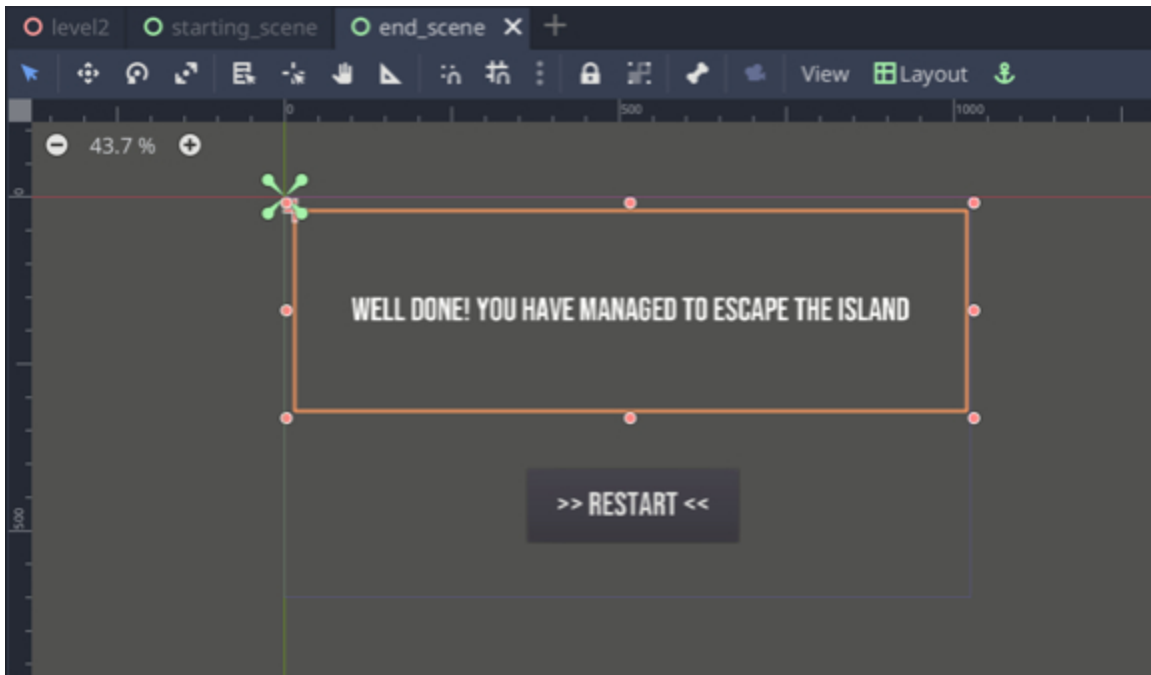 level2 starting_scene end_scene
View Layout
0 500 1000
43.7 %
0
WELL DONE! YOU HAVE MANAGED TO ESCAPE THE ISLAND
>> RESTART <<
500